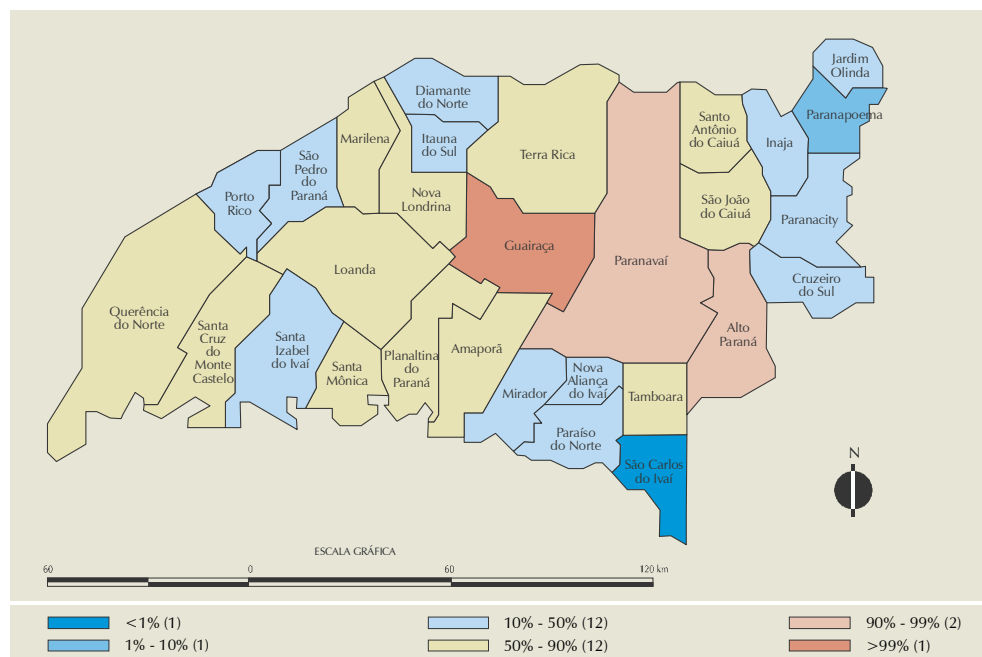 Jardim
Olinda
Diamante
do Norte
Paranapoema
Santo
Antônio
do Caiuá
Marilena
Itauna
do Sul
Inaja
Terra Rica
São
Pedro
do
Paraná
Porto
Rico
Nova
Londrina
São João
do Caiuá
Paranacity
Guairaça
Paranavaí
Loanda
Cruzeiro
do Sul
Querência
do Norte
Santa
Cruz
do
Monte
Castelo
Santa
Izabel
do Ivaí
Alto
Paraná
Santa
Mônica
Planaltina
do
Paraná
Amaporã
Mirador
Nova
Aliança
do Ivaí
Tamboara
Paraíso
do Norte
São Carlos
do Ivaí
N
ESCALA GRÁFICA
60 0 60 120 km
<1% (1)
1% - 10% (1)
10% - 50% (12)
50% - 90% (12)
90% - 99% (2)
>99% (1)